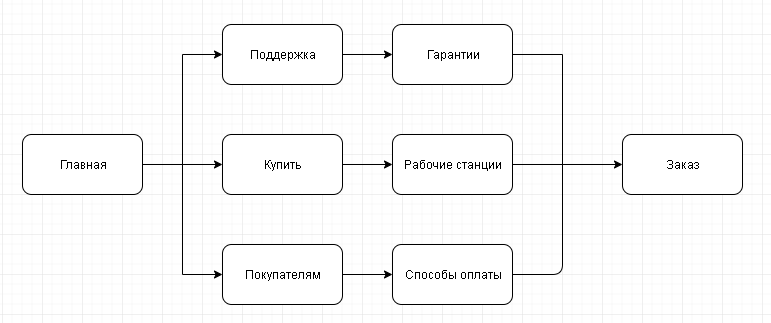 Поддержка
Гарантии
Главная
Купить
Рабочие станции
Заказ
Покупателям
Способы оплаты